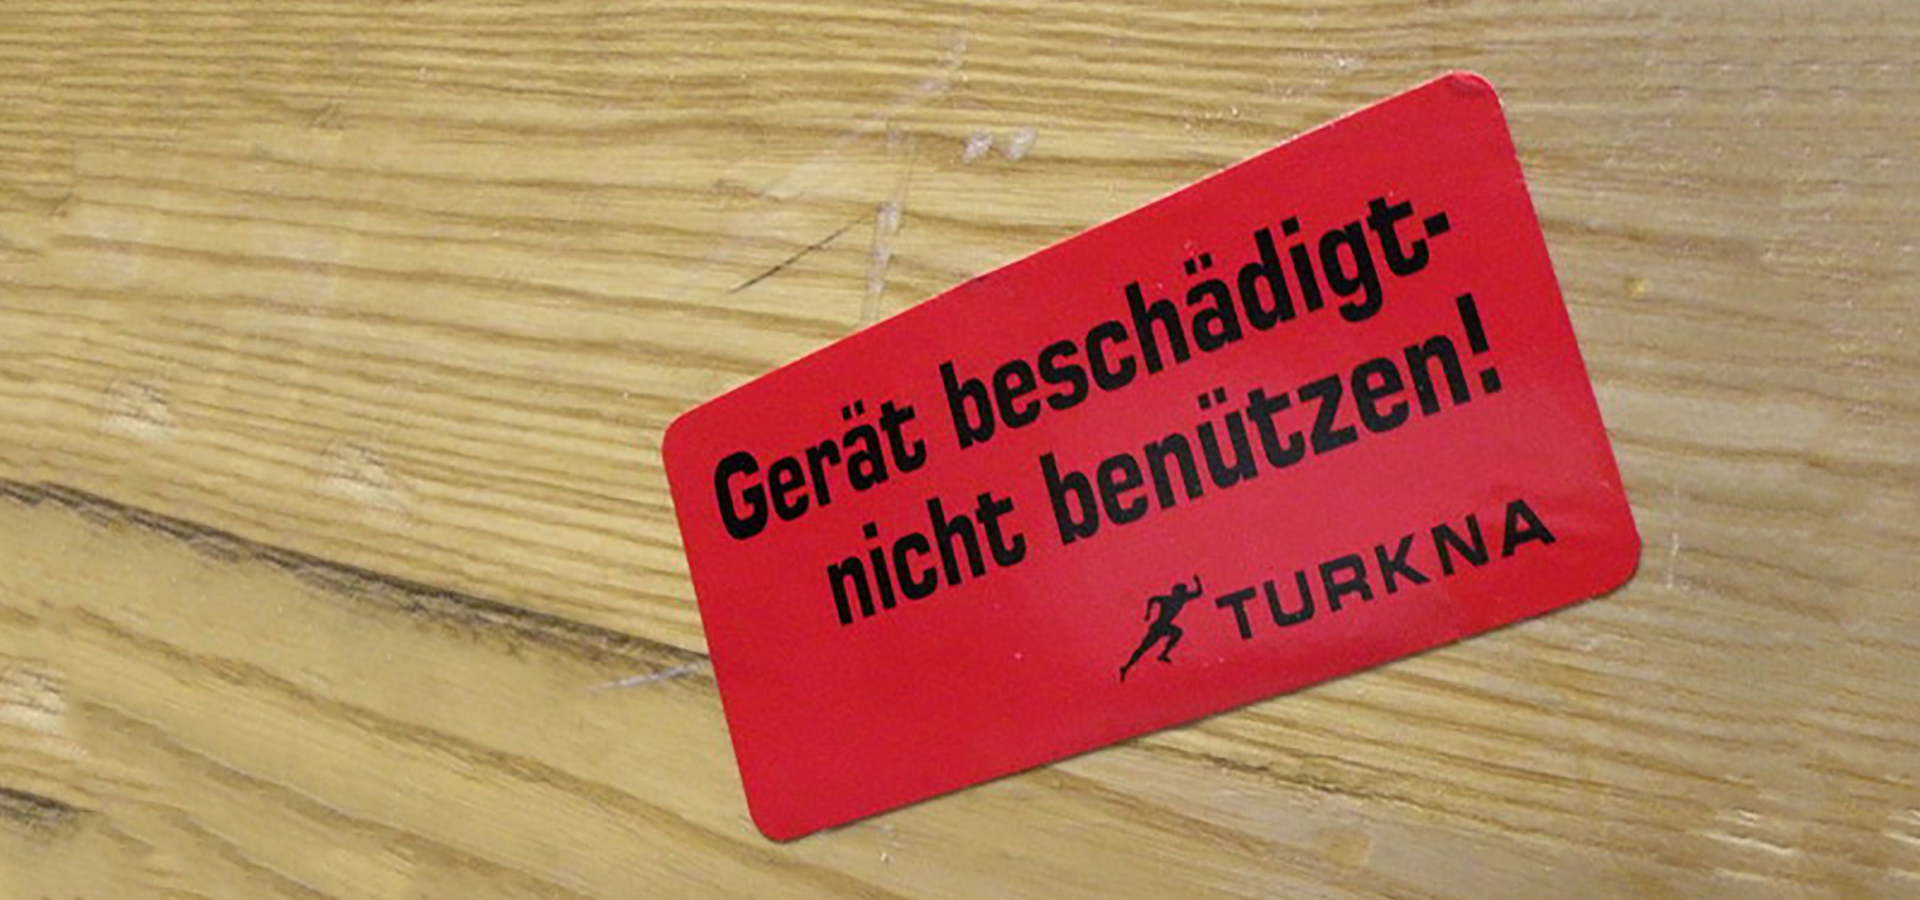 Gerät beschädigt-
nicht benützen!
TURKNA